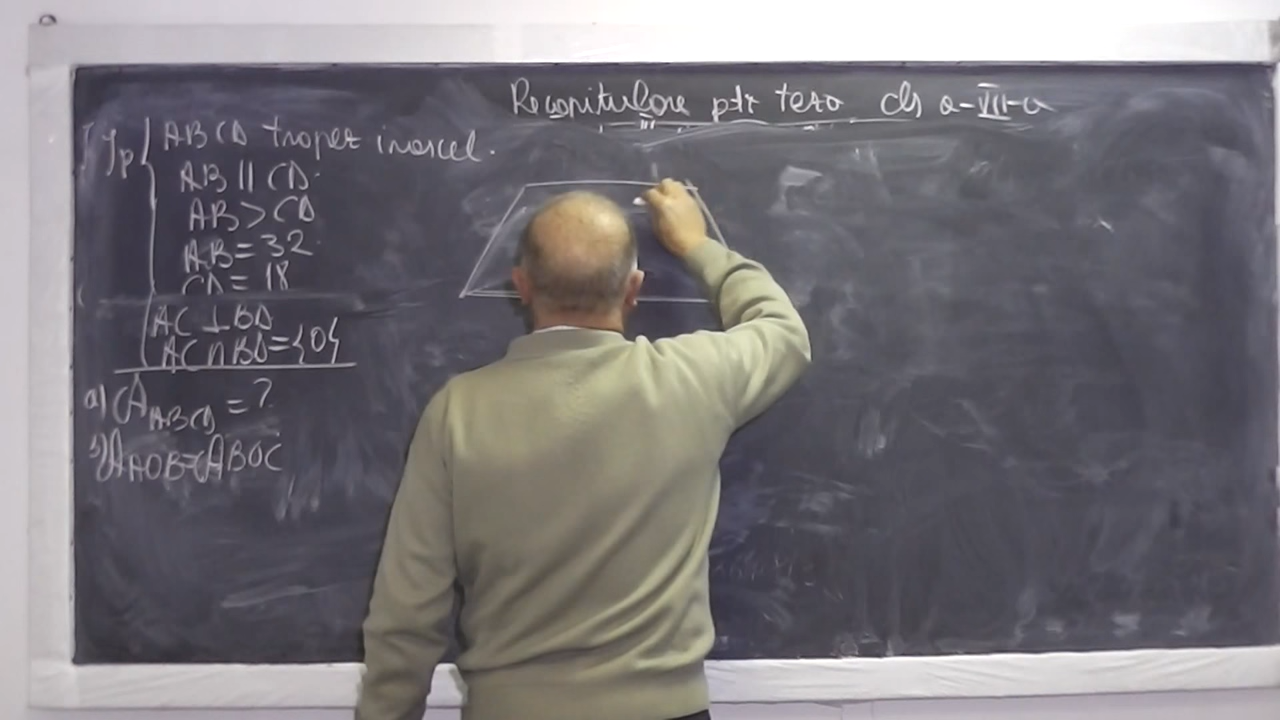 Recapitulare ptr teza cls a-VII-a
Ip ABCD trapez isoscel.
AB || CD
AB > CD
AB = 32
CD = 18
AC ⊥ BD
AC ∩ BD = {O}
a) A ABCD = ?
b) A AOB = A BOC